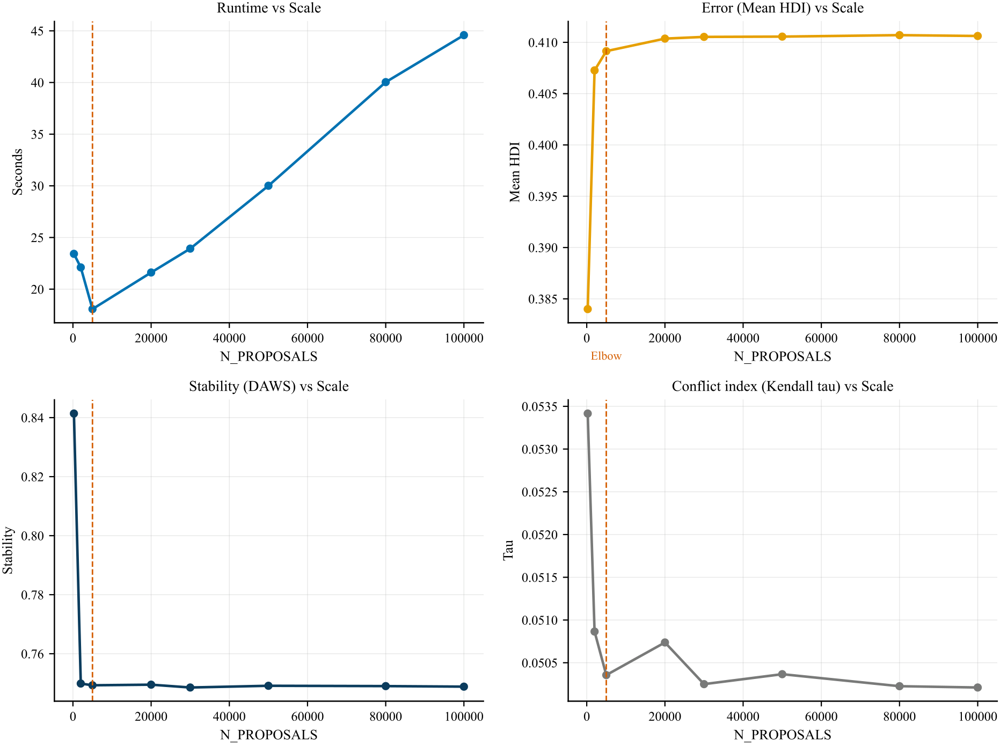 Runtime vs Scale
45
40
35
30
25
20
Seconds
0 20000 40000 60000 80000 100000
N_PROPOSALS
Error (Mean HDI) vs Scale
0.410
0.405
0.400
0.395
0.390
0.385
Mean HDI
0 20000 40000 60000 80000 100000
Elbow
N_PROPOSALS
Stability (DAWS) vs Scale
0.84
0.82
0.80
0.78
0.76
Stability
0 20000 40000 60000 80000 100000
N_PROPOSALS
Conflict index (Kendall tau) vs Scale
0.0535
0.0530
0.0525
0.0520
0.0515
0.0510
0.0505
Tau
0 20000 40000 60000 80000 100000
N_PROPOSALS